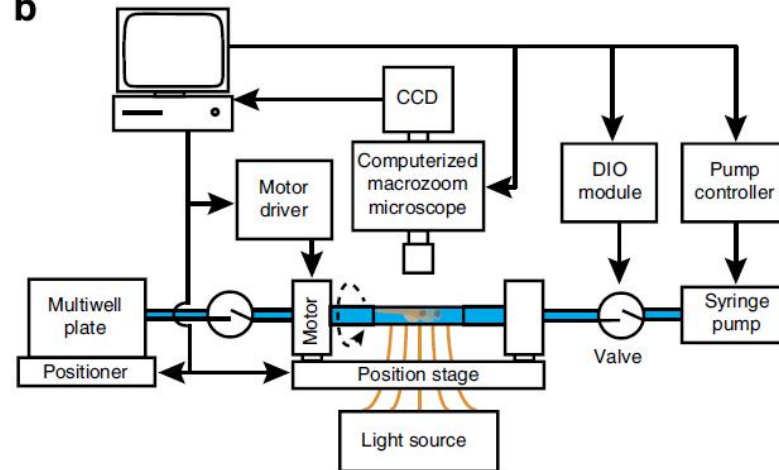 b
CCD
Computerized
macrozoom
microscope
DIO
module
Pump
controller
Motor
driver
Multiwell
plate
Positioner
Motor
Valve
Syringe
pump
Position stage
Light source